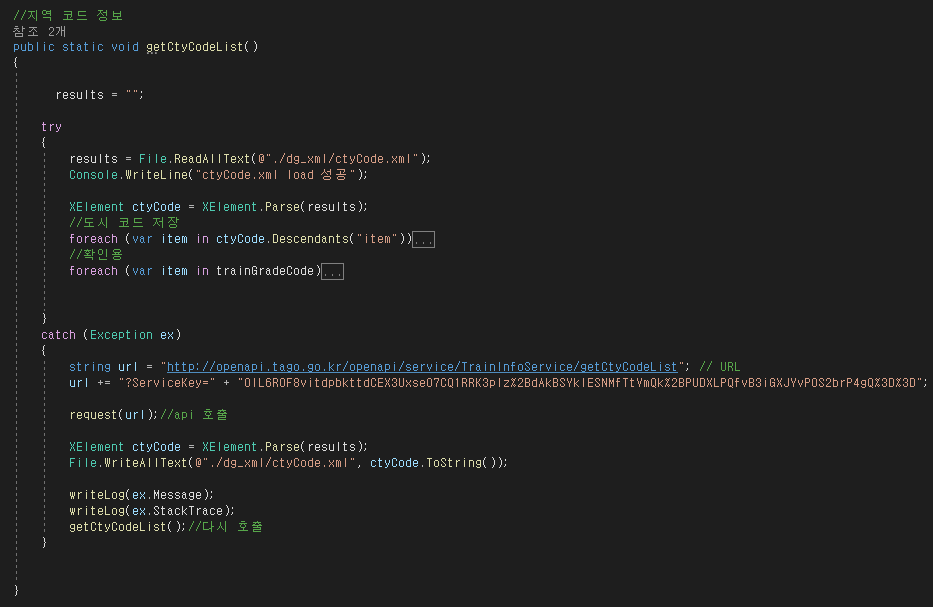 //지역 코드 정보
참조 2개
public static void getCtyCodeList()
{
results = "";
try
{
results = File.ReadAllText(@"./dg_xml/ctyCode.xml");
Console.WriteLine("ctyCode.xml load 성공");
XElement ctyCode = XElement.Parse(results);
//도시 코드 저장
foreach (var item in ctyCode.Descendants("item"))...
//확인용
foreach (var item in trainGradeCode)...
}
catch (Exception ex)
{
string url = "http://openapi.tago.go.kr/openapi/service/TrainInfoService/getCtyCodeList"; // URL
url += "?ServiceKey=" +
request(url);//api 호출
XElement ctyCode = XElement.Parse(results);
File.WriteAllText(@"./dg_xml/ctyCode.xml", ctyCode.ToString());
writeLog(ex.Message);
writeLog(ex.StackTrace);
getCtyCodeList();//다시 호출
}
}